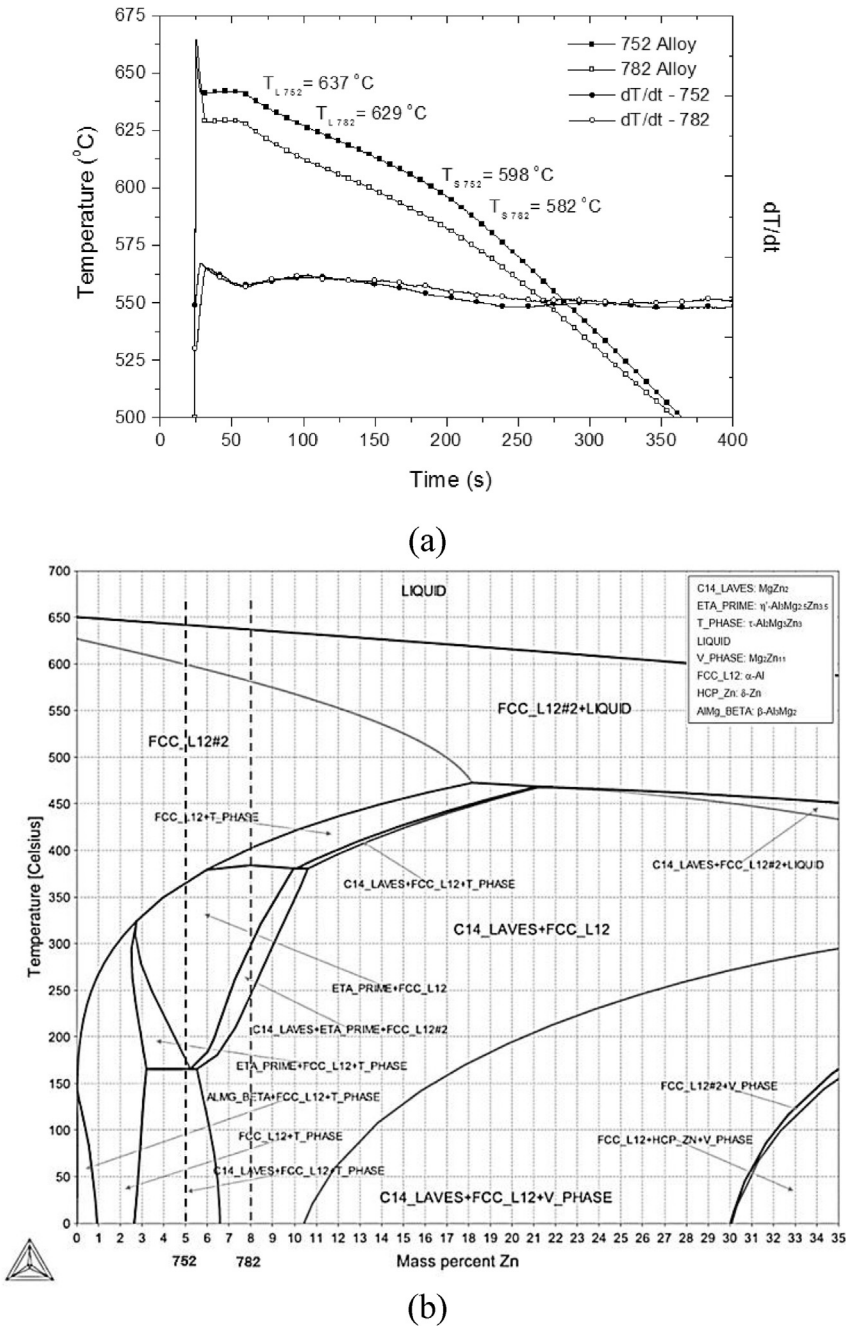 675
650
625
600
575
550
525
500
Temperature (⁰C)
752 Alloy
782 Alloy
dT/dt - 752
dT/dt - 782
T L 752 = 637 °C
T L 782 = 629 °C
T S 752 = 598 °C
T S 782 = 582 °C
dT/dt
0 50 100 150 200 250 300 350 400
Time (s)
(a)
700
650
600
550
500
450
400
350
300
250
200
150
100
50
0
Temperature [Celsius]
LIQUID
C14_LAVES: MgZn₂
ETA_PRIME: η'-Al₂Mg₂.₅Zn₃.₅
T_PHASE: τ-Al₂Mg₃Zn₃
LIQUID
V_PHASE: Mg₂Zn₁₁
FCC_L12: α-Al
HCP_Zn: δ-Zn
AlMg_BETA: β-Al₃Mg₂
FCC_L12#2+LIQUID
FCC_L12#2
FCC_L12+T_PHASE
C14_LAVES+FCC_L12#2+LIQUID
C14_LAVES+FCC_L12+T_PHASE
C14_LAVES+FCC_L12
ETA_PRIME+FCC_L12
C14_LAVES+ETA_PRIME+FCC_L12#2
ETA_PRIME+FCC_L12+T_PHASE
FCC_L12#2+V_PHASE
ALMG_BETA+FCC_L12+T_PHASE
FCC_L12+T_PHASE
FCC_L12+HCP_ZN+V_PHASE
C14_LAVES+FCC_L12+T_PHASE
C14_LAVES+FCC_L12+V_PHASE
0 1 2 3 4 5 6 7 8 9 10 11 12 13 14 15 16 17 18 19 20 21 22 23 24 25 26 27 28 29 30 31 32 33 34 35
752 782
Mass percent Zn
(b)